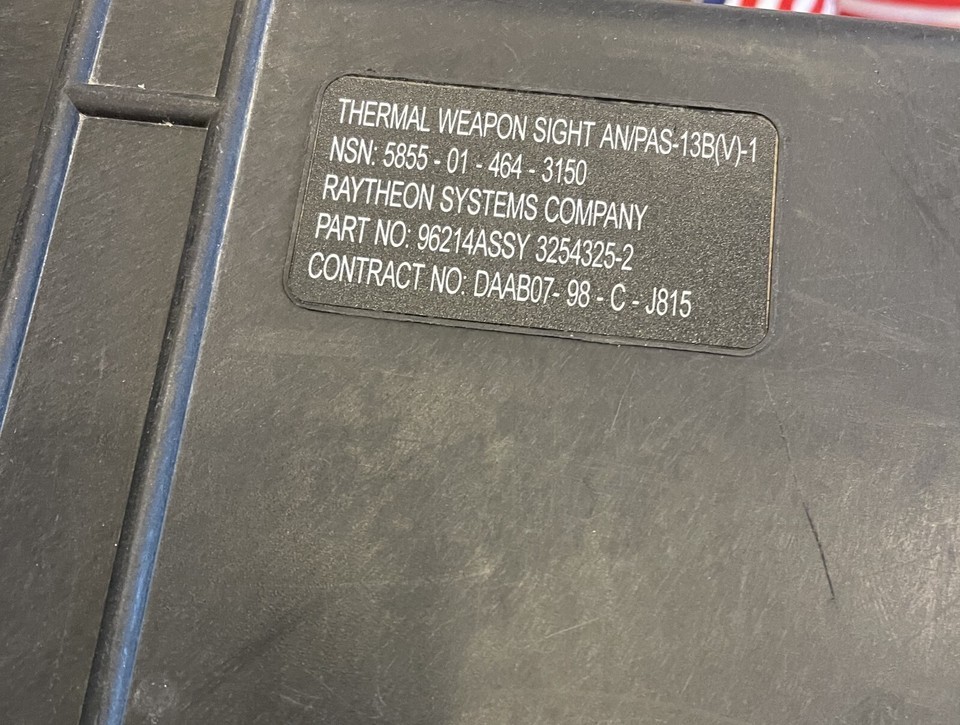 THERMAL WEAPON SIGHT AN/PAS-13B(V)-1
NSN: 5855 - 01 - 464 - 3150
RAYTHEON SYSTEMS COMPANY
PART NO: 96214ASSY 3254325-2
CONTRACT NO: DAAB07- 98 - C - J815